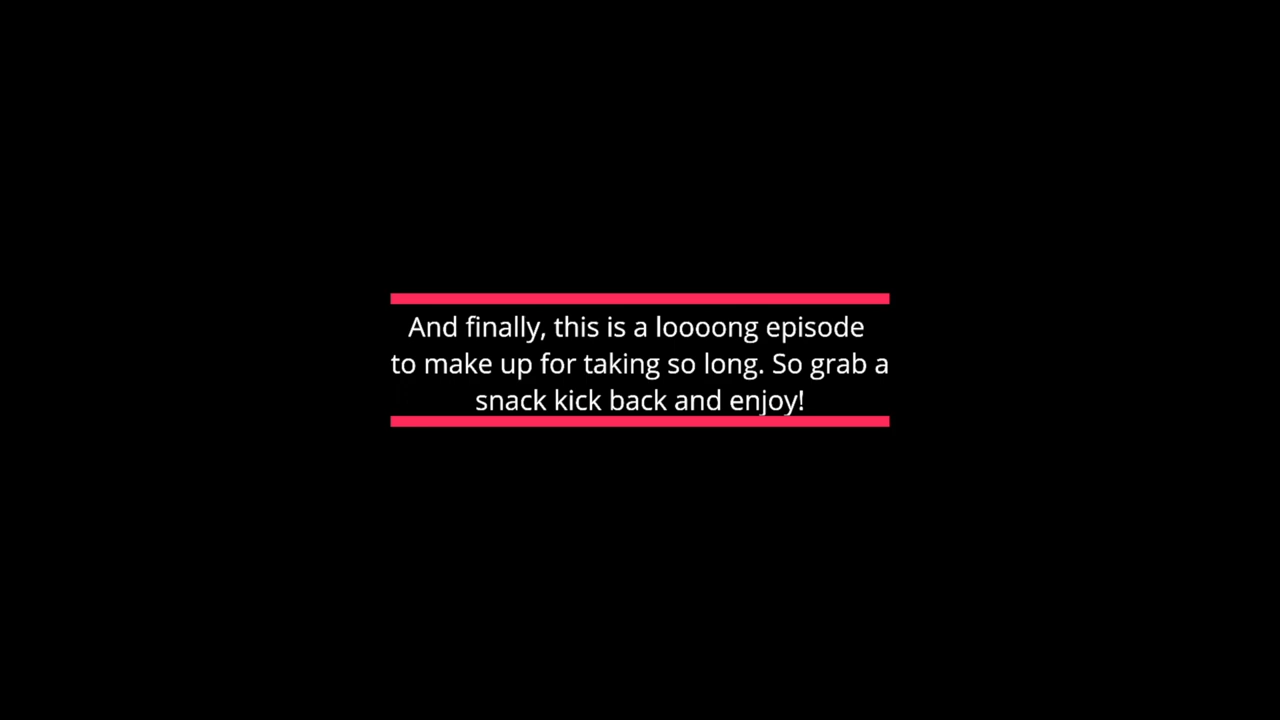 And finally, this is a loooong episode
to make up for taking so long. So grab a
snack kick back and enjoy!